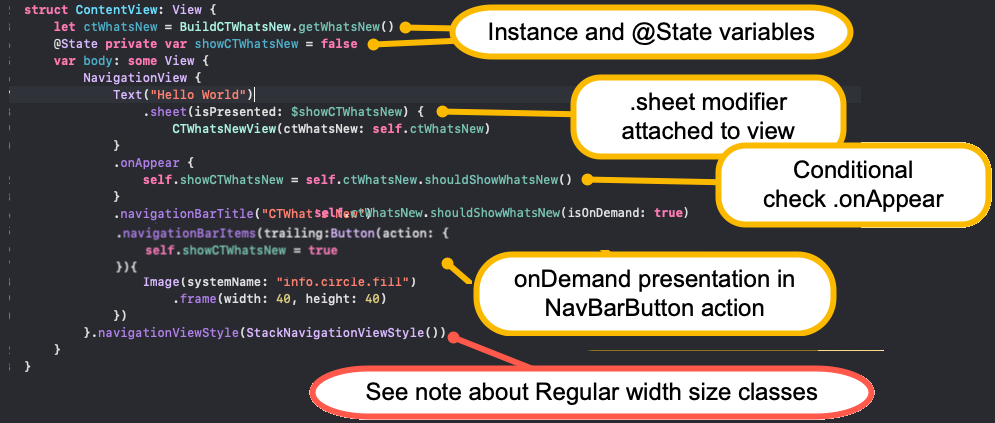 struct ContentView: View {
let ctWhatsNew = BuildCTWhatsNew.getWhatsNew()
Instance and @State variables
@State private var showCTWhatsNew = false
var body: some View {
NavigationView {
Text("Hello World")
.sheet(isPresented: $showCTWhatsNew) {
.sheet modifier
attached to view
CTWhatsNewView(ctWhatsNew: self.ctWhatsNew)
}
.onAppear {
self.showCTWhatsNew = self.ctWhatsNew.shouldShowWhatsNew()
Conditional
check .onAppear
}
.navigationBarTitle("CTWhat's New")
self.ctWhatsNew.shouldShowWhatsNew(isOnDemand: true)
.navigationBarItems(trailing:Button(action: {
self.showCTWhatsNew = true
}){
onDemand presentation in
NavBarButton action
Image(systemName: "info.circle.fill")
.frame(width: 40, height: 40)
})
}.navigationViewStyle(StackNavigationViewStyle())
}
}
See note about Regular width size classes